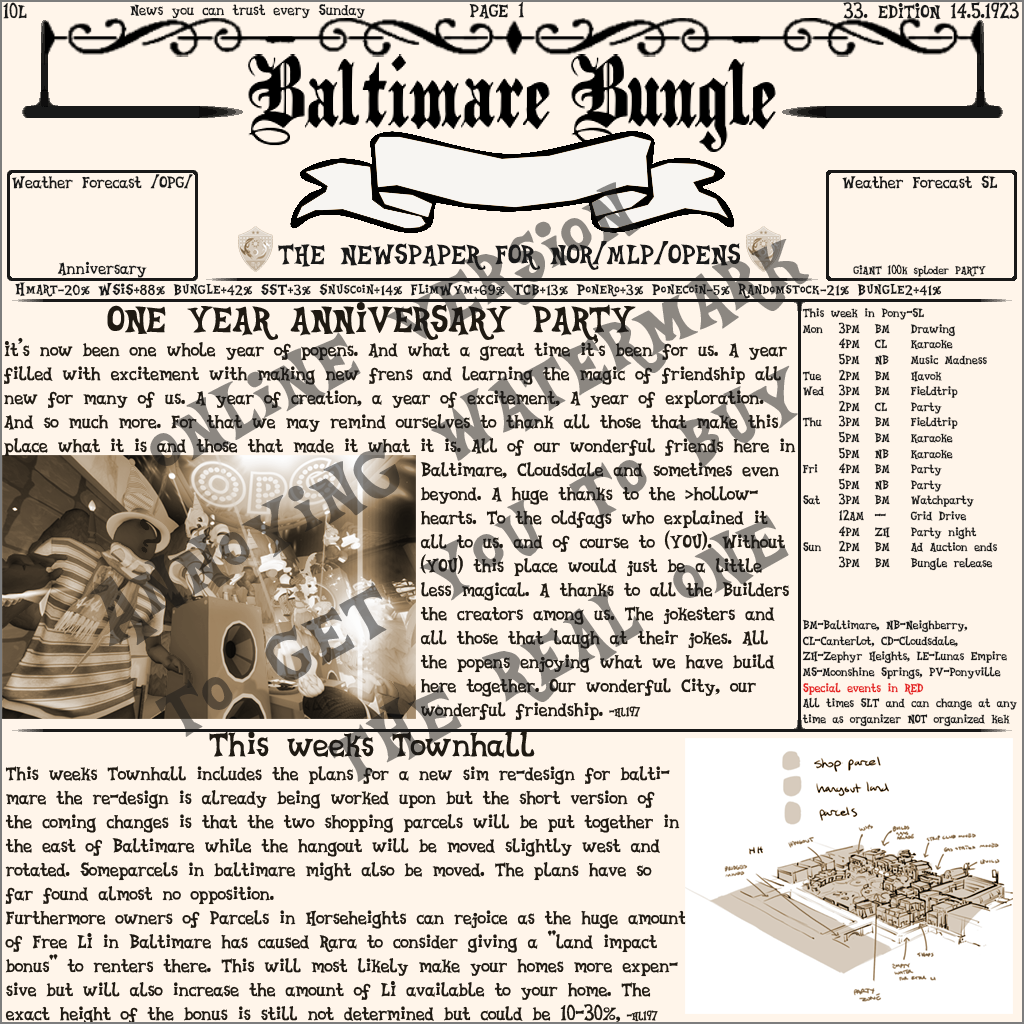 10L News you can trust every Sunday PAGE 1 33. EDITION 14.5.1923
Baltimare Bungle
Weather Forecast /OPG/
Anniversary
Weather Forecast SL
GIANT 100k sploder PARTY
THE NEWSPAPER FOR NOR/MLP/OPENS
HMART-20% WSiS+88% BUNGLE+42% SST+3% SNUSCOiN+14% FLiMWYM+69% TCB+13% PONERO+3% PONECOiN-5% RANDOMSTOCK-21% BUNGLE2+41%
ONE YEAR ANNiVERSARY PARTY
it's now been one whole year of popens. And what a great time it's been for us. A year
filled with excitement with making new frens and learning the magic of friendship all
new for many of us. A year of creation, a year of excitement, A year of exploration.
And so much more. For that we may remind ourselves to thank all those that make this
place what it is and those that made it what it is. All of our wonderful friends here in
Baltimare, Cloudsdale and sometimes even
beyond. A huge thanks to the >hollow-
hearts. To the oldfags who explained it
all to us. and of course to (YOU). Without
(YOU) this place would just be a little
less magical. A thanks to all the Builders
the creators among us. The jokesters and
all those that laugh at their jokes. All
the popens enjoying what we have build
here together. Our wonderful City, our
wonderful friendship. -HL197
OPG
This week in Pony-SL
Mon 3PM BM Drawing
4PM CL Karaoke
5PM NB Music Madness
Tue 2PM BM Havok
Wed 3PM BM Fieldtrip
2PM CL Party
Thu 3PM BM Fieldtrip
5PM BM Karaoke
5PM NB Karaoke
Fri 4PM BM Party
5PM NB Party
Sat 3PM BM Watchparty
12AM — Grid Drive
4PM ZH Party night
Sun 2PM BM Ad Auction ends
3PM BM Bungle release
BM-Baltimare, NB-Neighberry,
CL-Canterlot, CD-Cloudsdale,
ZH-Zephyr Heights, LE-Lunas Empire
MS-Moonshine Springs, PV-Ponyville
Special events in RED
All times SLT and can change at any
time as organizer NOT organized kek
This weeks Townhall
This weeks Townhall includes the plans for a new sim re-design for balti-
mare the re-design is already being worked upon but the short version of
the coming changes is that the two shopping parcels will be put together in
the east of Baltimare while the hangout will be moved slightly west and
rotated. Someparcels in baltimare might also be moved. The plans have so
far found almost no opposition.
Furthermore owners of Parcels in Horseheights can rejoice as the huge amount
of Free Li in Baltimare has caused Rara to consider giving a "land impact
bonus" to renters there. This will most likely make your homes more expen-
sive but will also increase the amount of Li available to your home. The
exact height of the bonus is still not determined but could be 10-30%, -HL197
shop parcel
hangout land
parcels
HH
HANGOUT
SHOPS
EMPTY
WATER
FOR EXTRA LI
PARTY
ZONE
ONLiNE VERSiON
ANNOYiNG WATERMARK
To GET YOU To BUY
THE REAL ONE